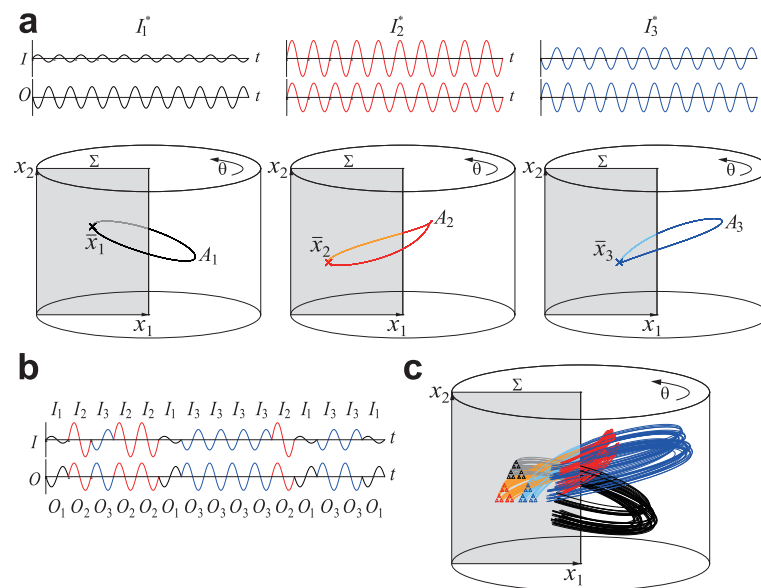 a
I₁* I₂* I₃*
I t t t
O t t t
x₂ Σ θ x₂ Σ θ x₂ Σ θ
x̄₁ A₁ x̄₂ A₂ x̄₃ A₃
x₁ x₁ x₁
b
I₁ I₂ I₃ I₂ I₂ I₁ I₃ I₃ I₃ I₂ I₁ I₃ I₃ I₁
I t
O t
O₁ O₂ O₃ O₂ O₂ O₁ O₃ O₃ O₃ O₂ O₁ O₃ O₃ O₁
c
x₂ Σ θ
x₁